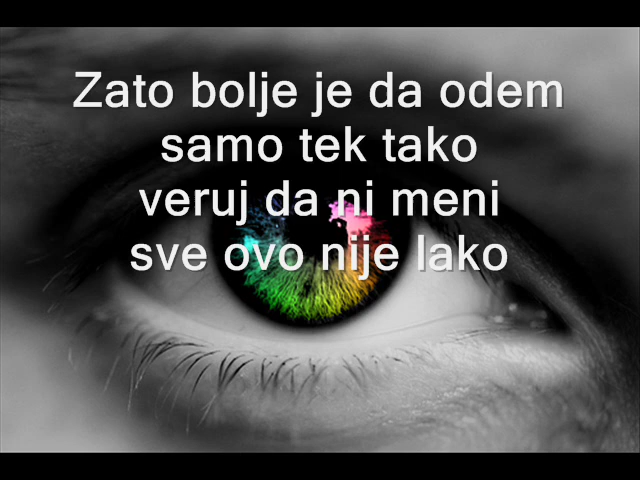 Zato bolje je da odem
samo tek tako
veruj da ni meni
sve ovo nije lako